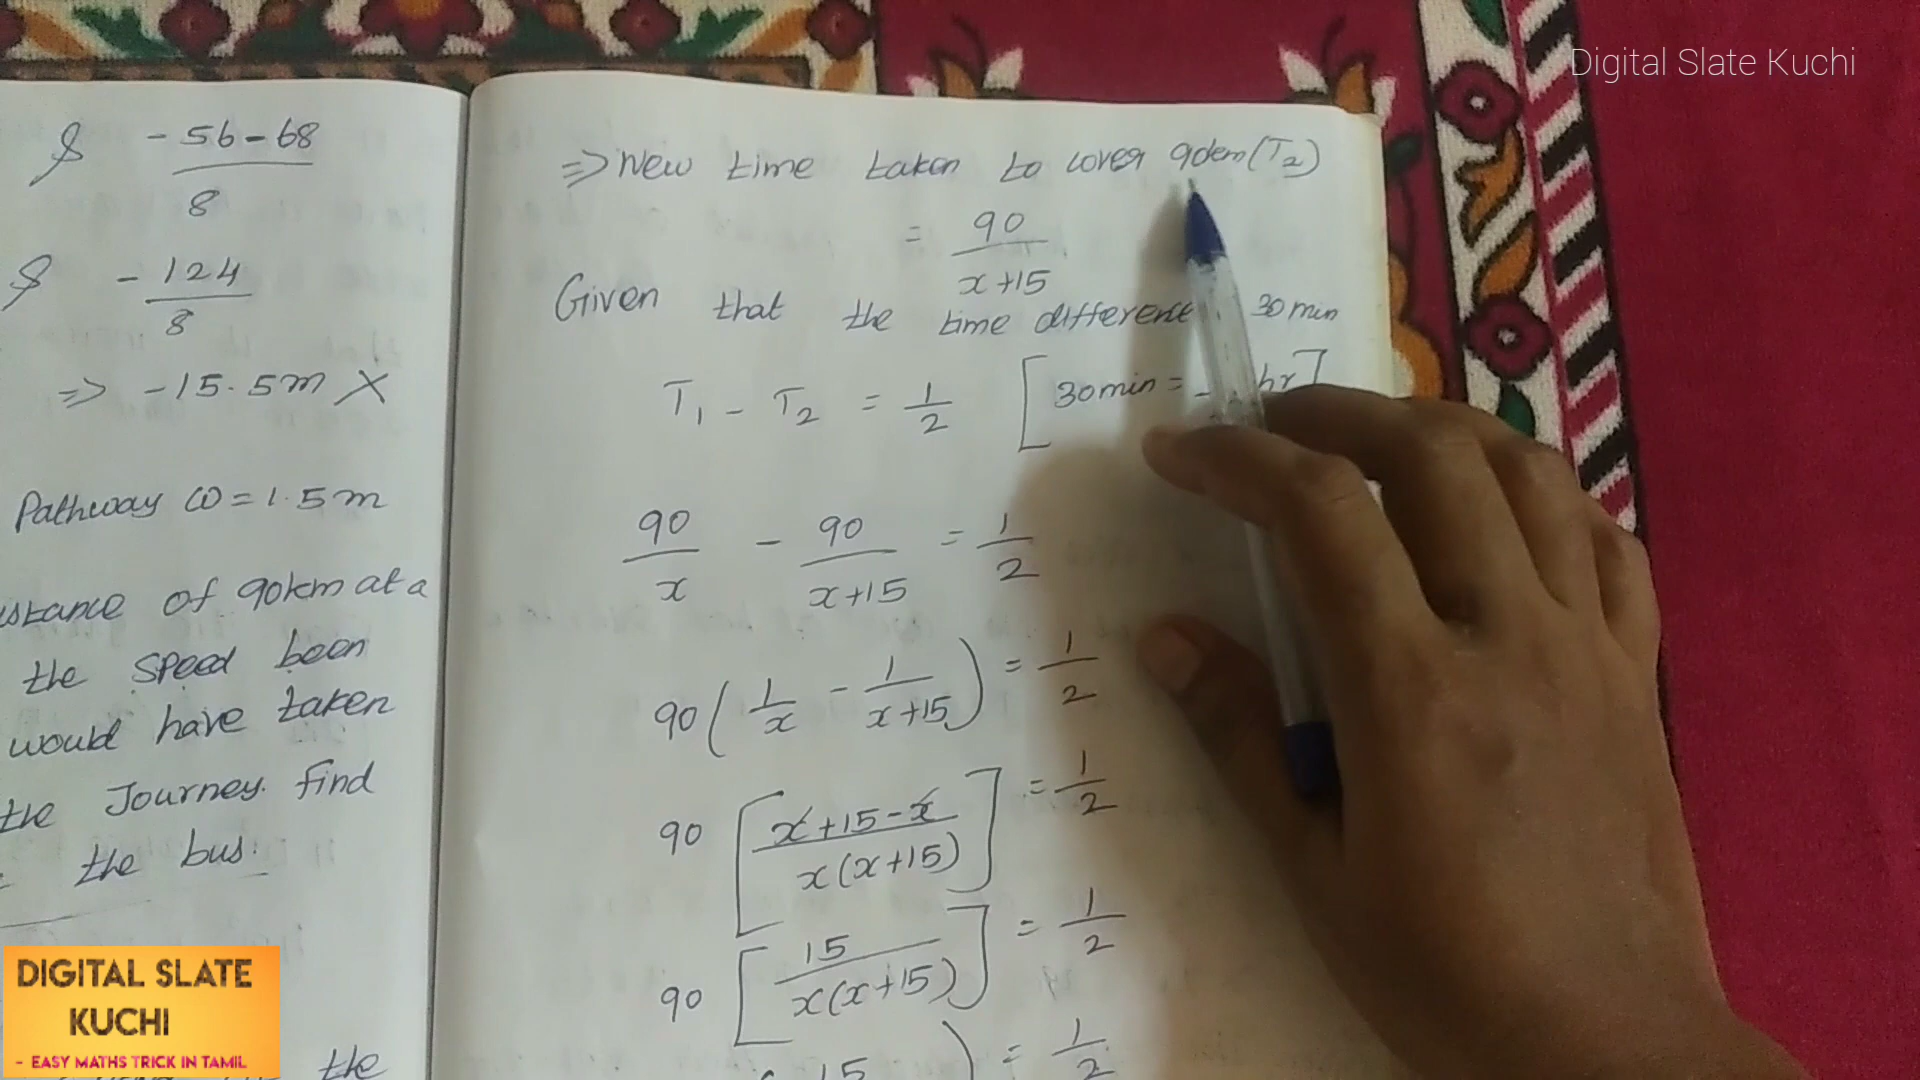 Digital Slate Kuchi
-56-68
8
-124
8
⇒ -15.5m X
Pathway ω=1.5m
of 90km at a
the speed been
would have taken
the Journey. find
the bus.
the
⇒ New time taken to cover 90km (T₂)
= 90
x+15
Given that the time difference 30 min
T₁ - T₂ = 1/2 [30min = hr]
90/x - 90/x+15 = 1/2
90 (1/x - 1/x+15) = 1/2
90 [x+15-x / x(x+15)] = 1/2
90 [15 / x(x+15)] = 1/2
15 ) = 1/2
DIGITAL SLATE
KUCHI
- EASY MATHS TRICK IN TAMIL